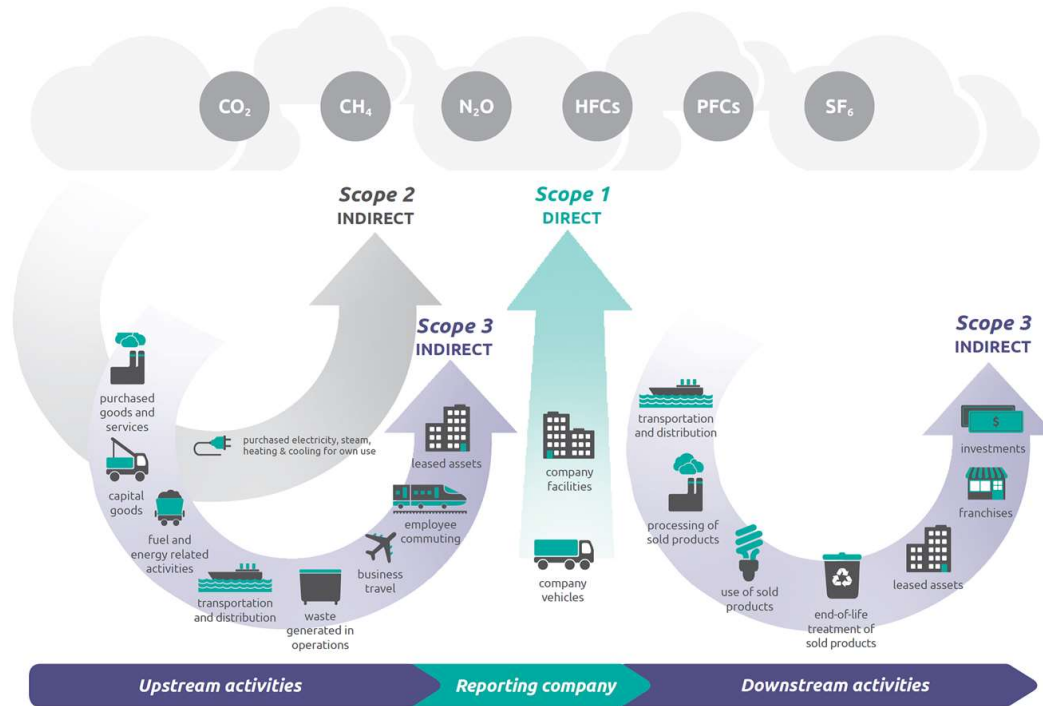 CO₂
CH₄
N₂O
HFCs
PFCs
SF₆
Scope 2
INDIRECT
Scope 1
DIRECT
Scope 3
INDIRECT
Scope 3
INDIRECT
purchased
goods and
services
capital
goods
fuel and
energy related
activities
transportation
and distribution
waste
generated in
operations
business
travel
employee
commuting
leased assets
purchased electricity, steam,
heating & cooling for own use
company
facilities
company
vehicles
transportation
and distribution
processing of
sold products
use of sold
products
end-of-life
treatment of
sold products
leased assets
franchises
investments
$
Upstream activities
Reporting company
Downstream activities